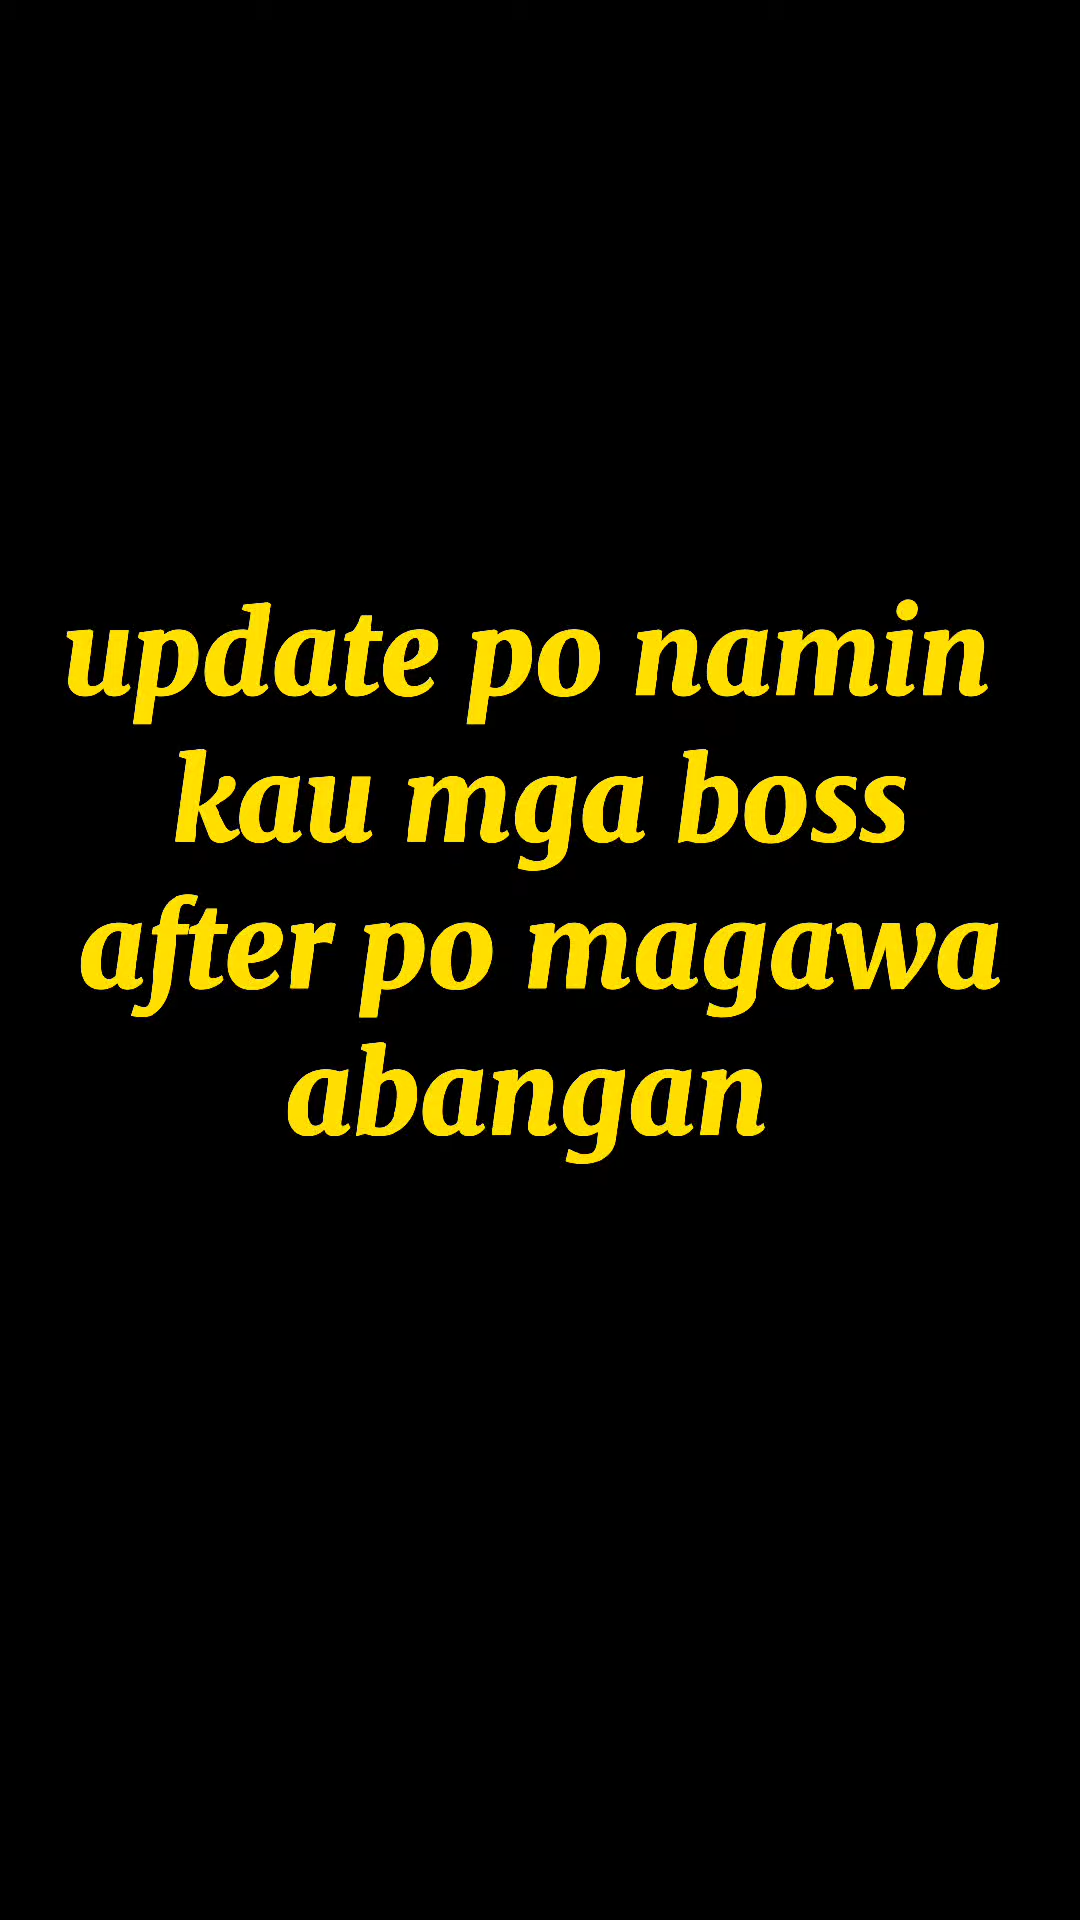 update po namin
kau mga boss
after po magawa
abangan